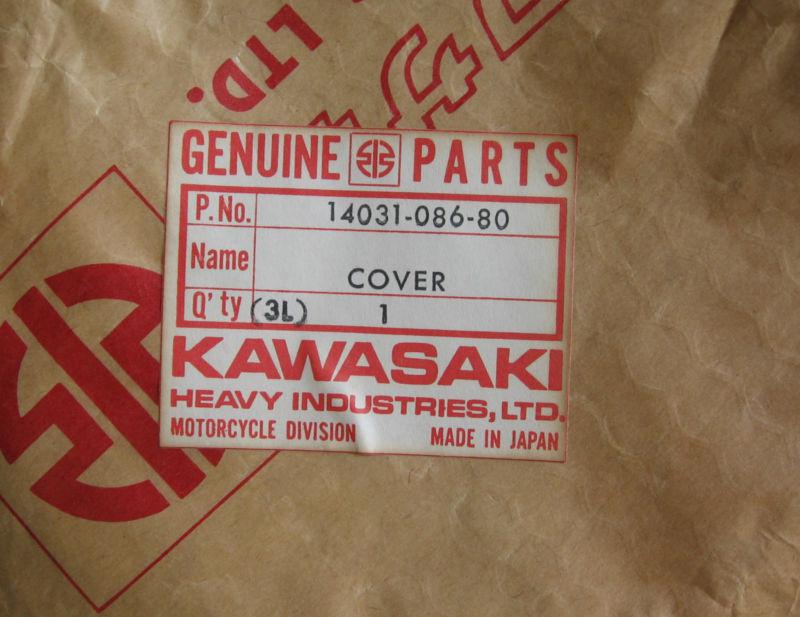 LTD.
GENUINE PARTS
P. No. 14031-086-80
Name COVER
Q'ty (3L) 1
KAWASAKI
HEAVY INDUSTRIES, LTD.
MOTORCYCLE DIVISION MADE IN JAPAN